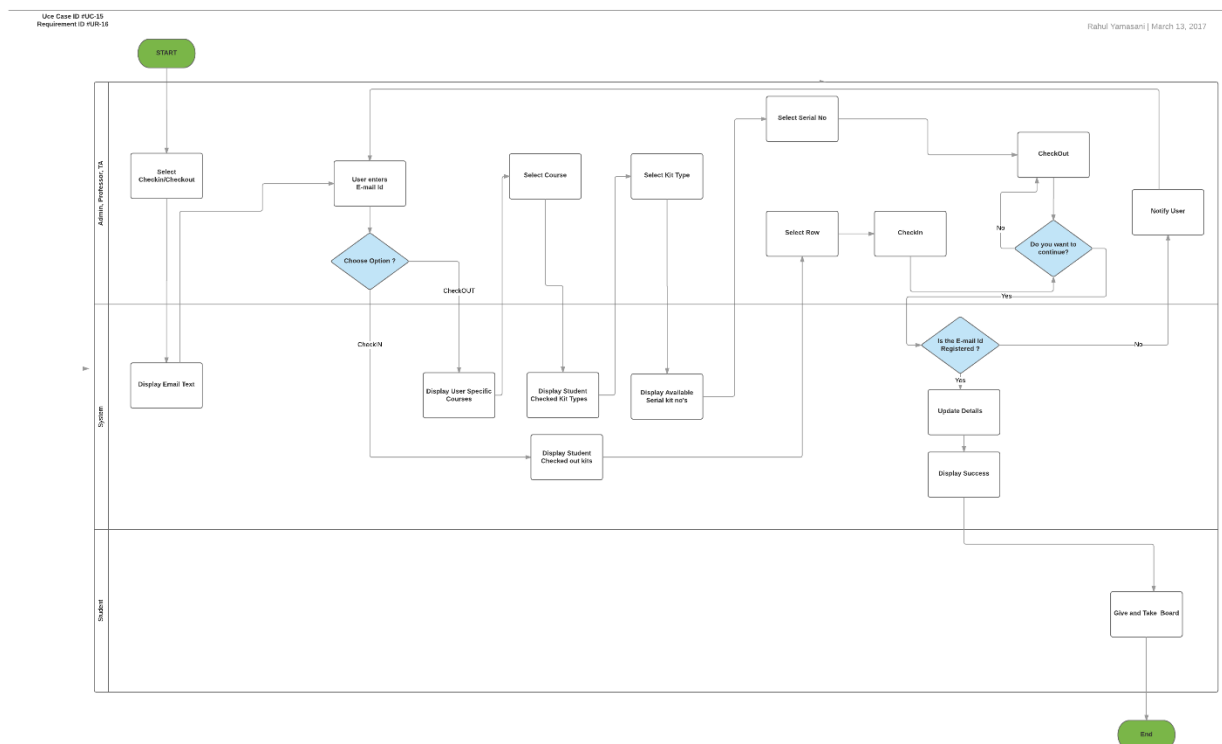 Uce Case ID #UC-15
Requirement ID #UR-16
Rahul Yamasani | March 13, 2017
START
Admin, Professor, TA
Select
Checkin/Checkout
User enters
E-mail Id
Select Course
Select Kit Type
Select Serial No
CheckOut
Notify User
Select Row
CheckIn
No
Do you want to
continue?
Choose Option ?
CheckOUT
Yes
CheckIN
Is the E-mail Id
Registered ?
No
System
Display Email Text
Display User Specific
Courses
Display Student
Checked Kit Types
Display Available
Serial kit no's
Yes
Update Details
Display Student
Checked out kits
Display Success
Student
Give and Take Board
End